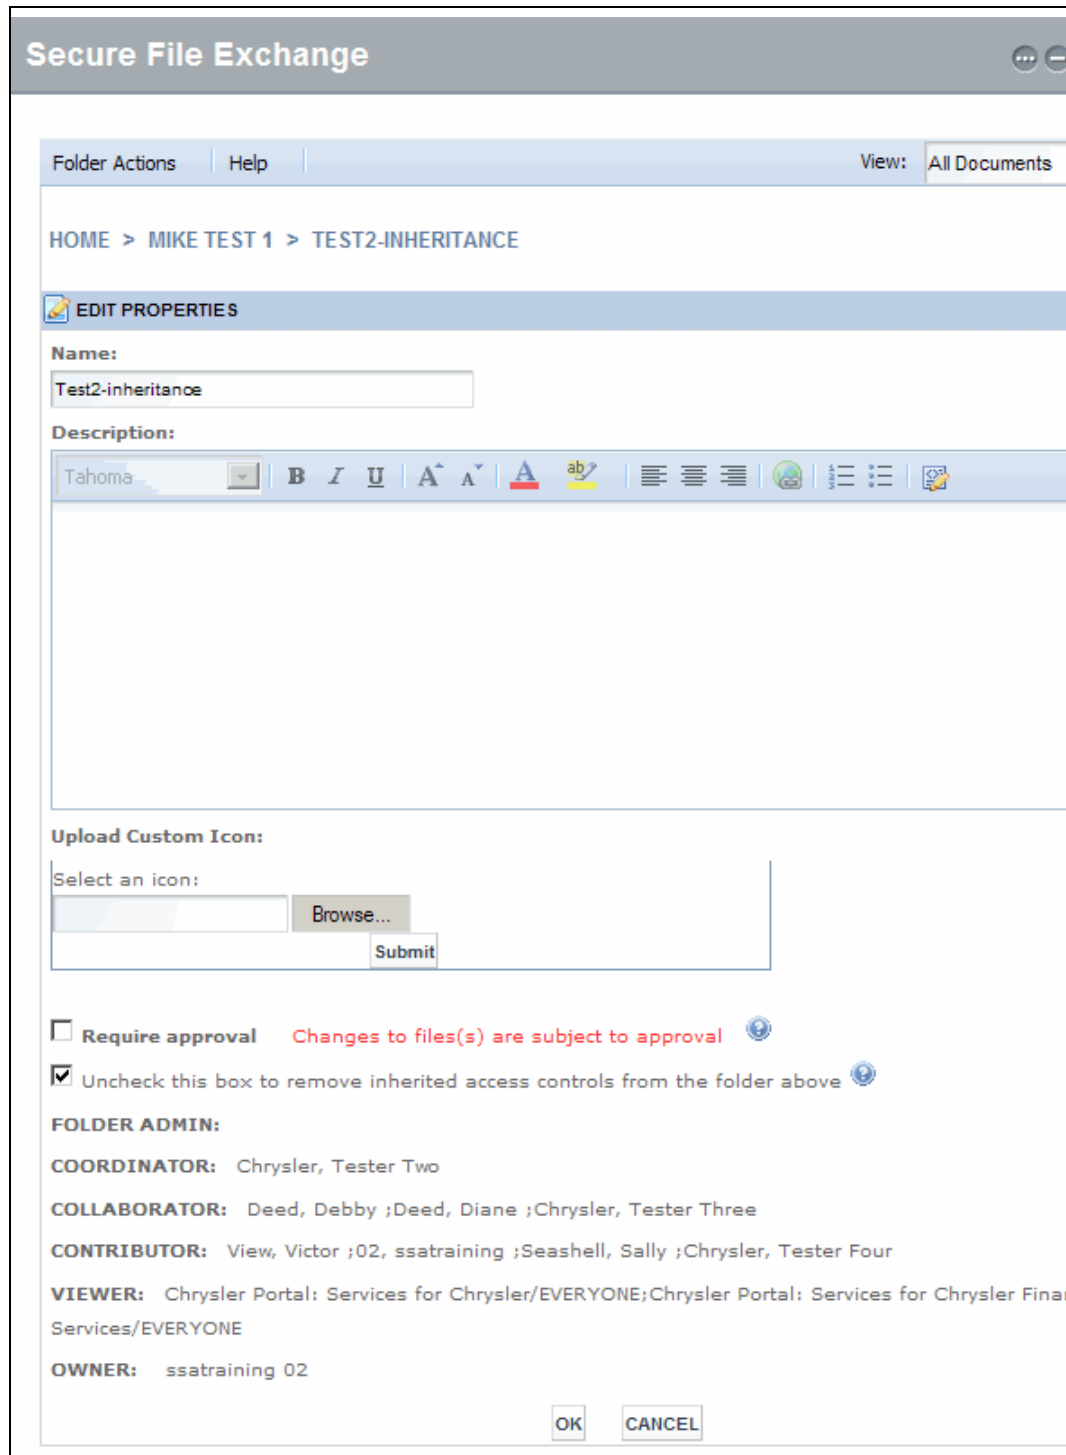 Secure File Exchange
Folder Actions Help View: All Documents
HOME > MIKE TEST 1 > TEST2-INHERITANCE
EDIT PROPERTIES
Name:
Test2-inheritance
Description:
Tahoma B I U A A A ab
Upload Custom Icon:
Select an icon:
Browse...
Submit
Require approval Changes to files(s) are subject to approval ?
Uncheck this box to remove inherited access controls from the folder above ?
FOLDER ADMIN:
COORDINATOR: Chrysler, Tester Two
COLLABORATOR: Deed, Debby ;Deed, Diane ;Chrysler, Tester Three
CONTRIBUTOR: View, Victor ;02, ssatraining ;Seashell, Sally ;Chrysler, Tester Four
VIEWER: Chrysler Portal: Services for Chrysler/EVERYONE;Chrysler Portal: Services for Chrysler
Services/EVERYONE
OWNER: ssatraining 02
OK CANCEL